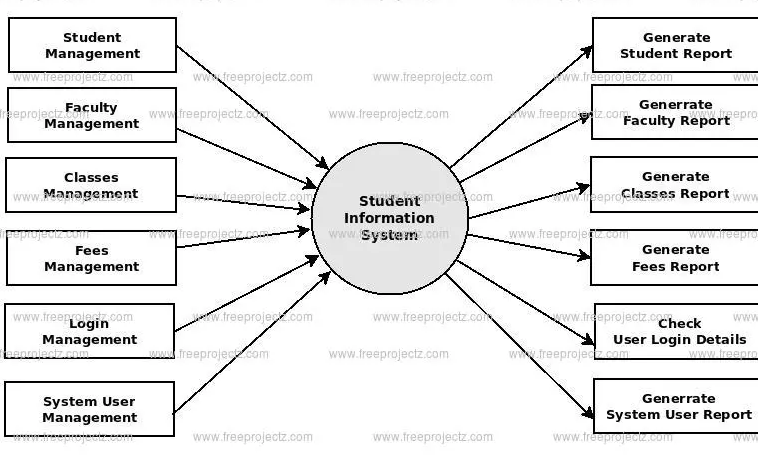 Student
Management
Faculty
Management
Classes
Management
Fees
Management
Login
Management
System User
Management
Student
Information
System
Generate
Student Report
Generrate
Faculty Report
Generate
Classes Report
Generate
Fees Report
Check
User Login Details
Generrate
System User Report
www.freeprojectz.com